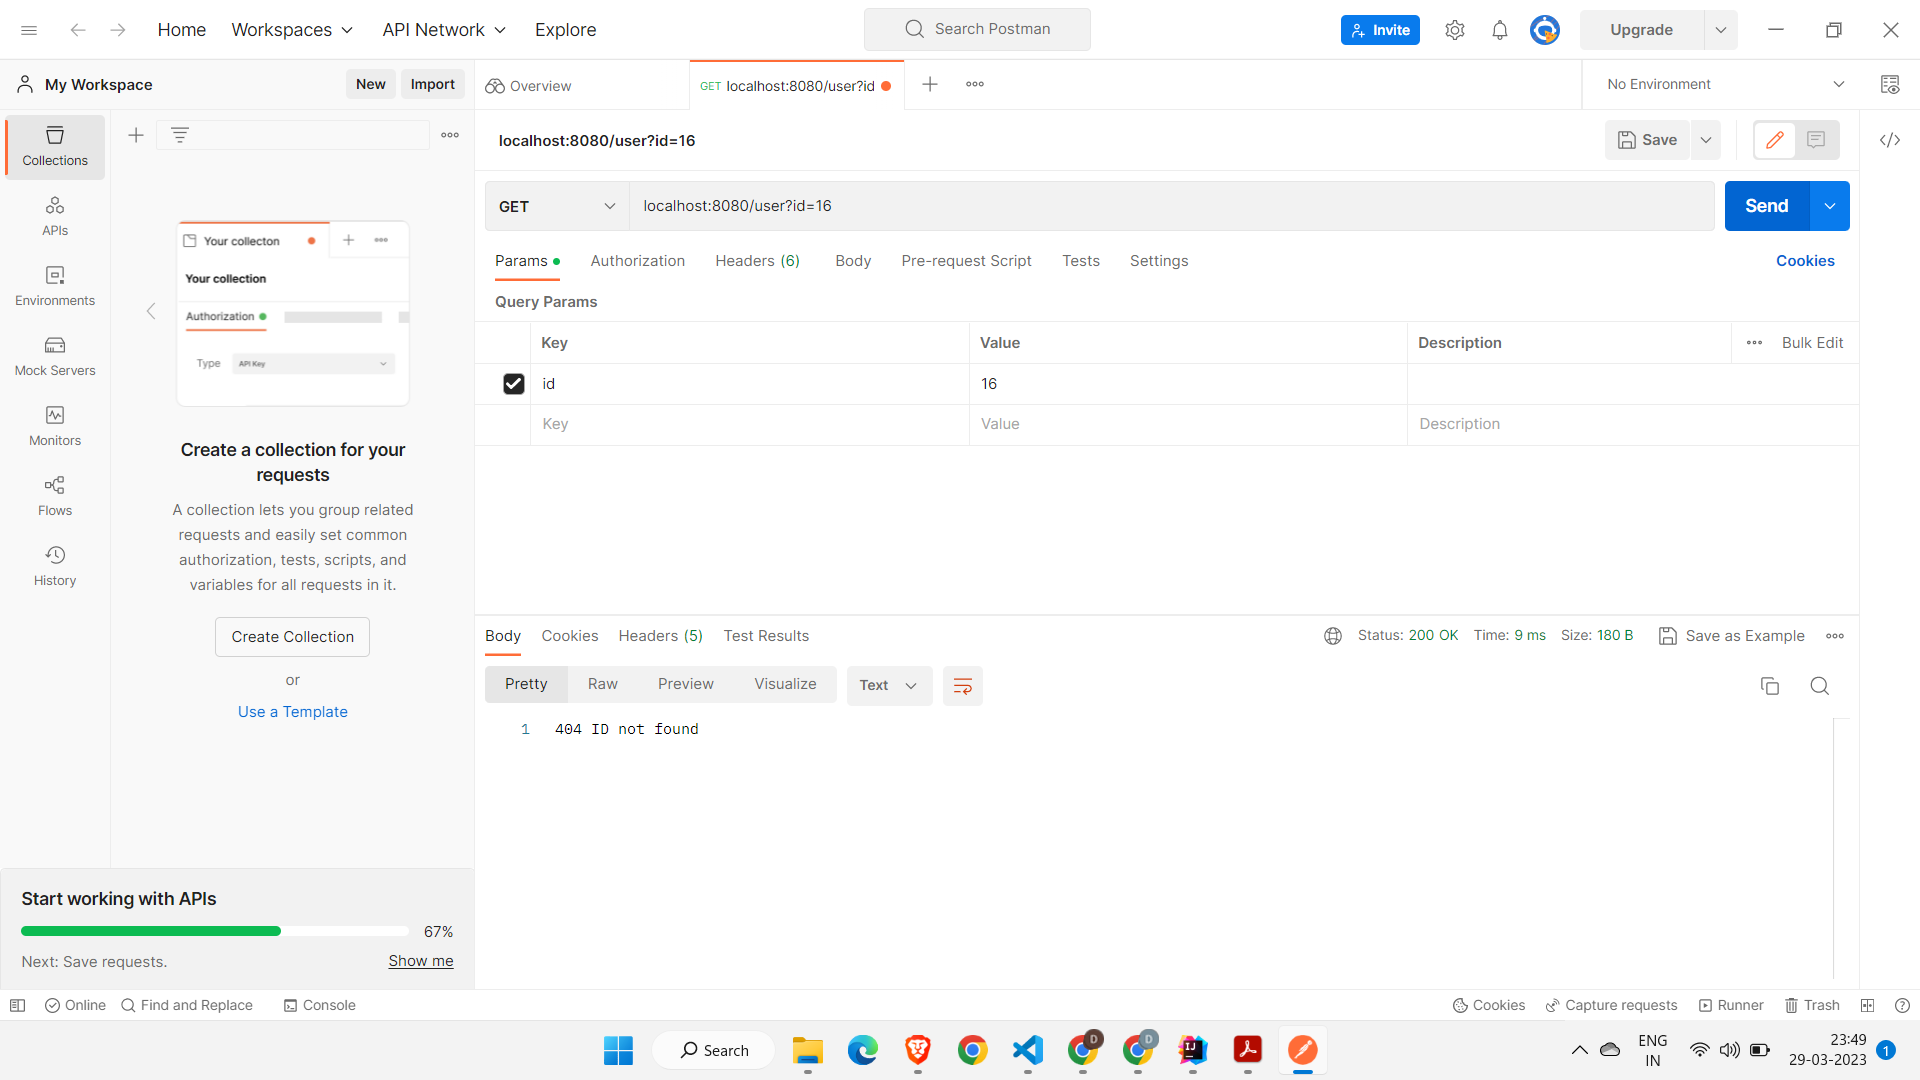 Home Workspaces API Network Explore
Search Postman
Invite
Upgrade
My Workspace New Import
Overview
GET localhost:8080/user?id
No Environment
Collections
APIs
Environments
Mock Servers
Monitors
Flows
History
Your collecton
Your collection
Authorization
Type API Key
Create a collection for your
requests
A collection lets you group related
requests and easily set common
authorization, tests, scripts, and
variables for all requests in it.
Create Collection
or
Use a Template
Start working with APIs
67%
Next: Save requests. Show me
localhost:8080/user?id=16
Save
GET localhost:8080/user?id=16 Send
Params Authorization Headers (6) Body Pre-request Script Tests Settings Cookies
Query Params
Key Value Description Bulk Edit
id 16
Key Value Description
Body Cookies Headers (5) Test Results Status: 200 OK Time: 9 ms Size: 180 B Save as Example
Pretty Raw Preview Visualize Text
1 404 ID not found
Online Find and Replace Console Cookies Capture requests Runner Trash
Search
D
D
IJ
ENG
IN
23:49
29-03-2023
1